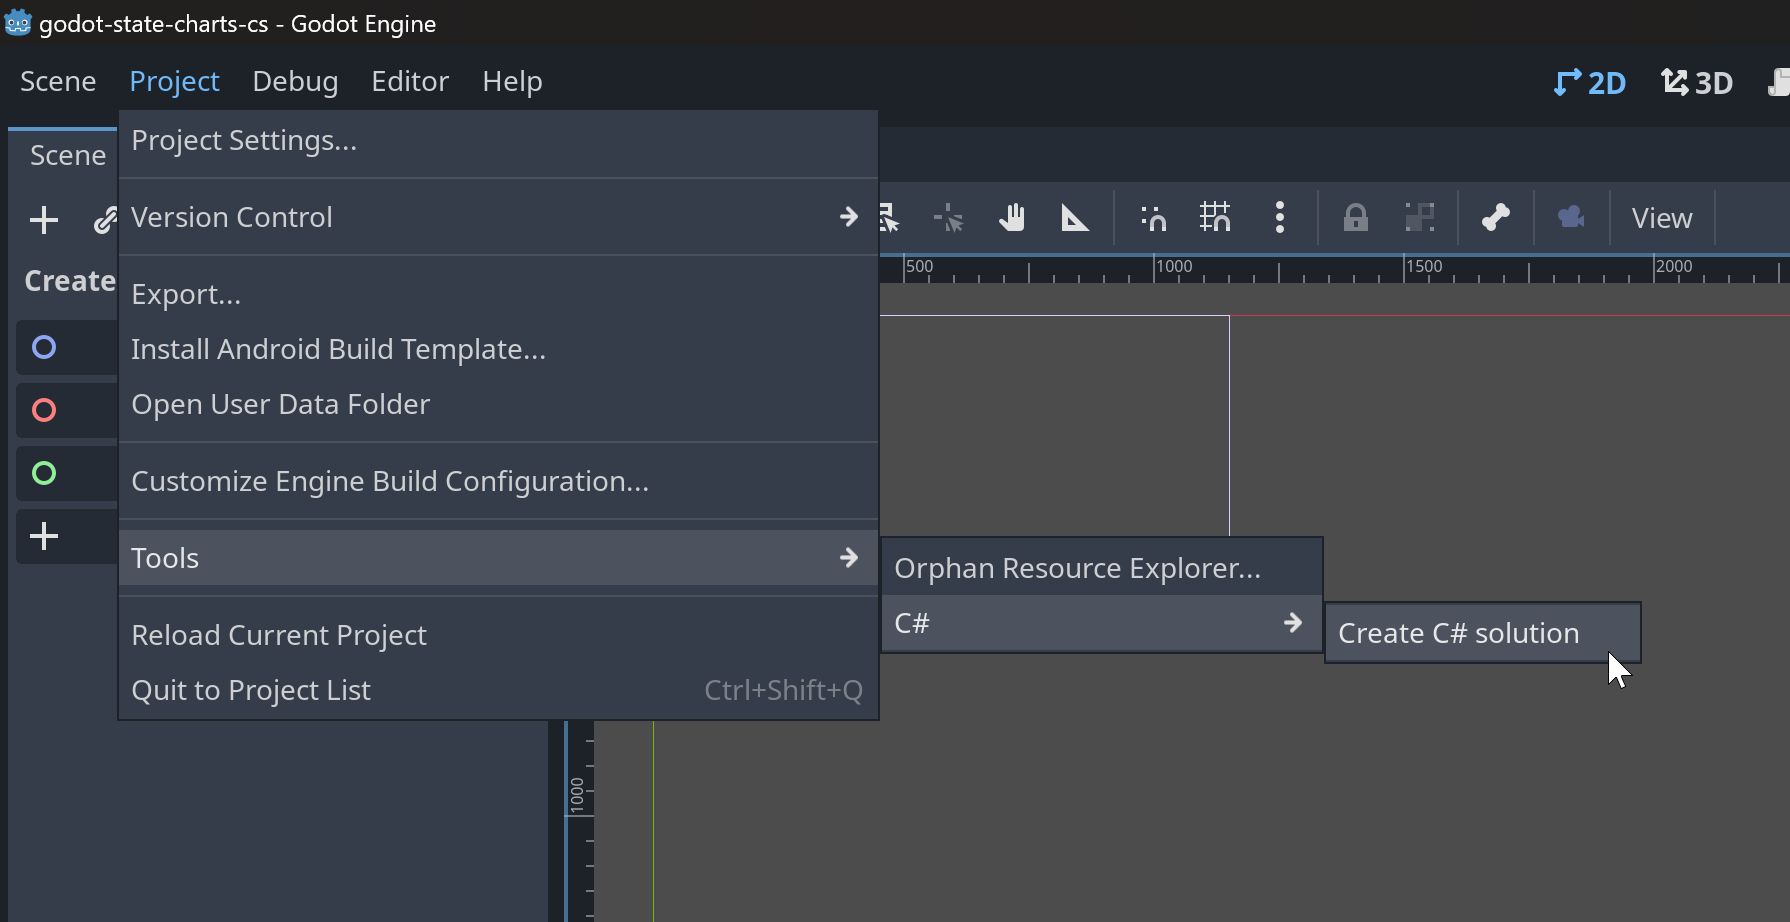 godot-state-charts-cs - Godot Engine
Scene Project Debug Editor Help 2D 3D
Project Settings...
Scene
Version Control
View
500 1000 1500 2000
Create
Export...
Install Android Build Template...
Open User Data Folder
Customize Engine Build Configuration...
Tools
Orphan Resource Explorer...
C#
Create C# solution
Reload Current Project
Quit to Project List Ctrl+Shift+Q
1000